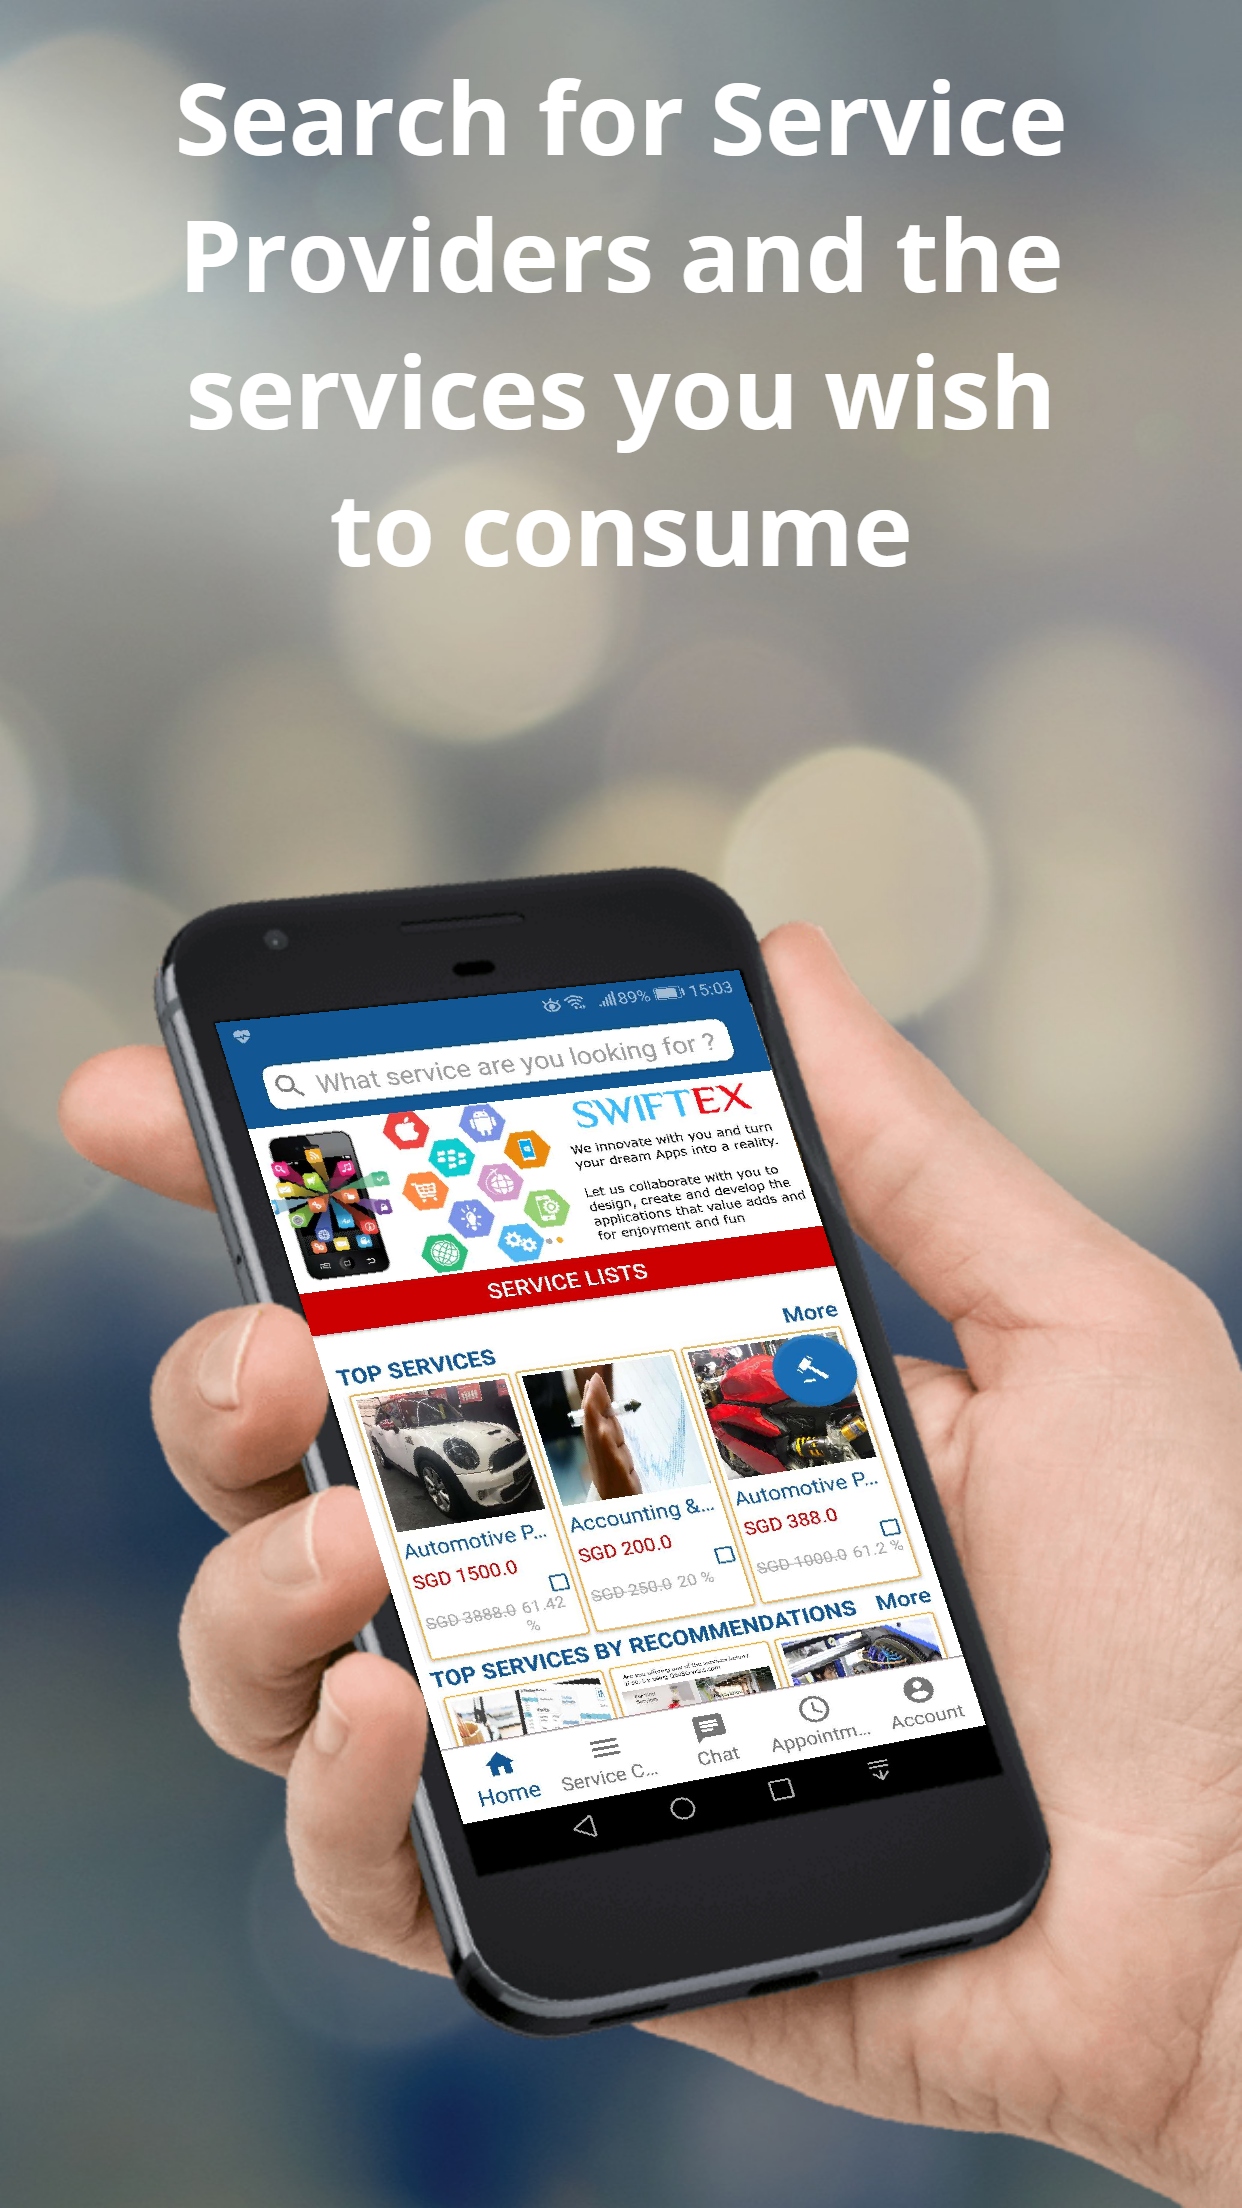 Search for Service
Providers and the
services you wish
to consume
89% 15:03
What service are you looking for ?
SWIFTEX
We innovate with you and turn
your dream Apps into a reality.
Let us collaborate with you to
design, create and develop the
applications that value adds and
for enjoyment and fun
SERVICE LISTS
More
TOP SERVICES
Automotive P...
SGD 1500.0
SGD 3888.0 61.42
%
Accounting &...
SGD 200.0
SGD 250.0 20 %
Automotive P...
SGD 388.0
SGD 1000.0 61.2 %
TOP SERVICES BY RECOMMENDATIONS
More
Home
Service C...
Chat
Appointm...
Account